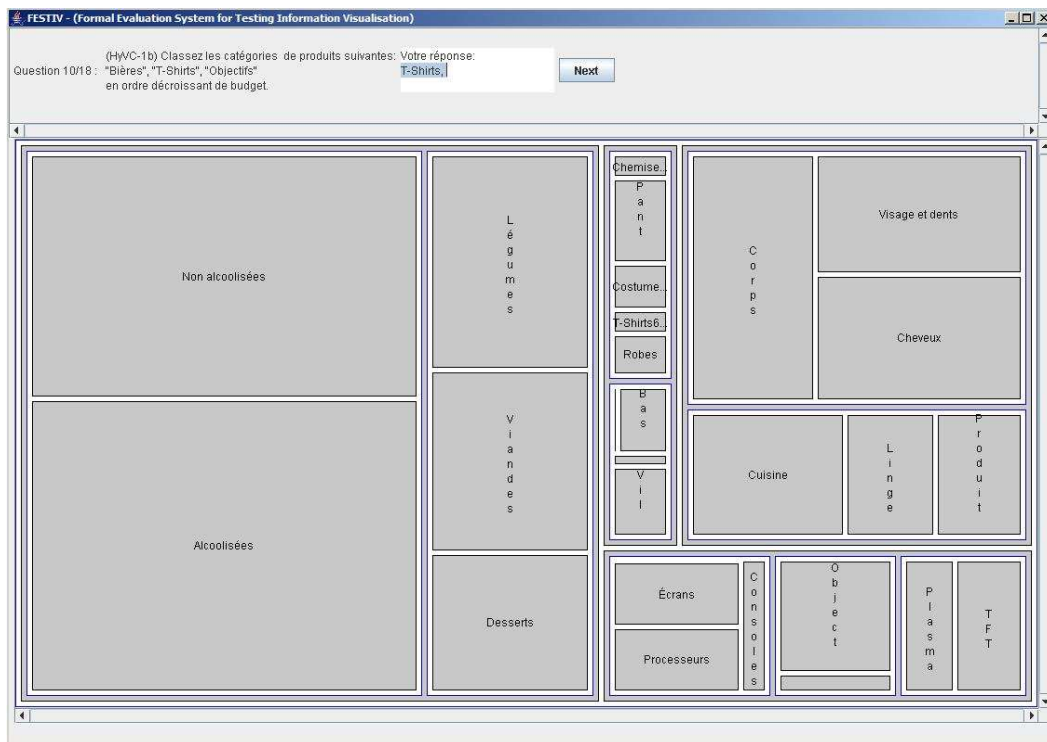 FESTIV - (Formal Evaluation System for Testing Information Visualisation)
(HyVC-1b) Classez les catégories de produits suivantes: Votre réponse:
Question 10/18 : "Bières", "T-Shirts", "Objectifs"
T-Shirts,
Next
en ordre décroissant de budget.
Non alcoolisées
Alcoolisées
Légumes
Viandes
Desserts
Chemise...
Pant
Costume...
T-Shirts6...
Robes
Bas
Vil
Corps
Visage et dents
Cheveux
Cuisine
Linge
Produit
Écrans
Processeurs
Consoles
Object
Plasma
TFT